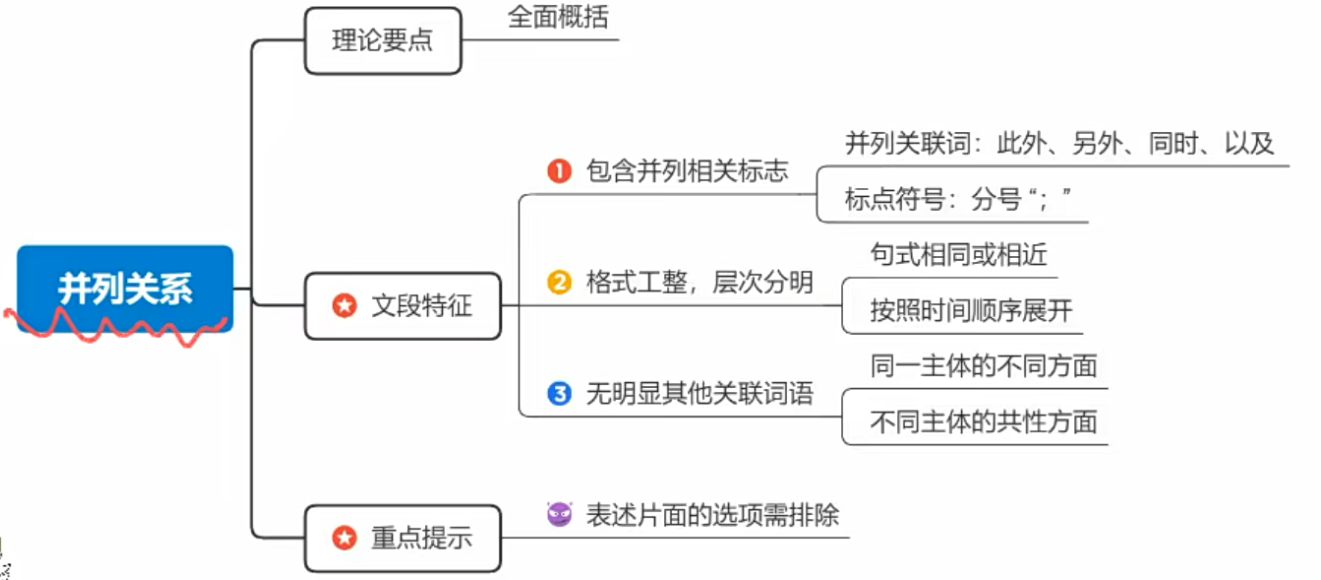 全面概括
理论要点
并列关联词：此外、另外、同时、以及
1 包含并列相关标志
标点符号：分号“；”
句式相同或相近
2 格式工整，层次分明
并列关系
文段特征
按照时间顺序展开
同一主体的不同方面
3 无明显其他关联词语
不同主体的共性方面
表述片面的选项需排除
重点提示